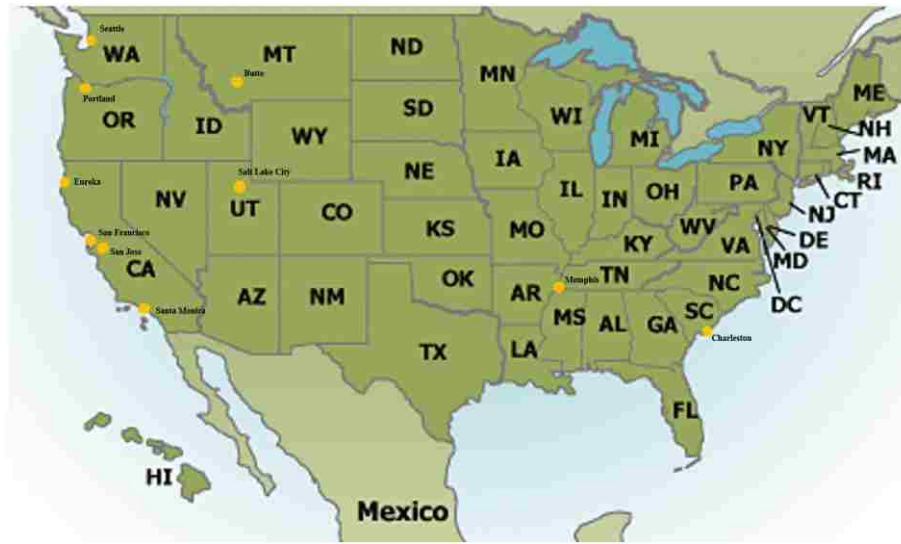 Seattle
WA
MT
ND
MN
ME
Butte
Portland
OR
ID
SD
WI
MI
VT
NH
NY
MA
WY
IA
NE
Salt Lake City
RI
CT
Eureka
NV
UT
CO
IL
IN
OH
PA
NJ
DE
MD
San Francisco
San Jose
KS
MO
WV
VA
KY
CA
AZ
NM
OK
AR
Memphis
TN
NC
DC
Santa Monica
MS
AL
GA
SC
Charleston
TX
LA
FL
HI
Mexico